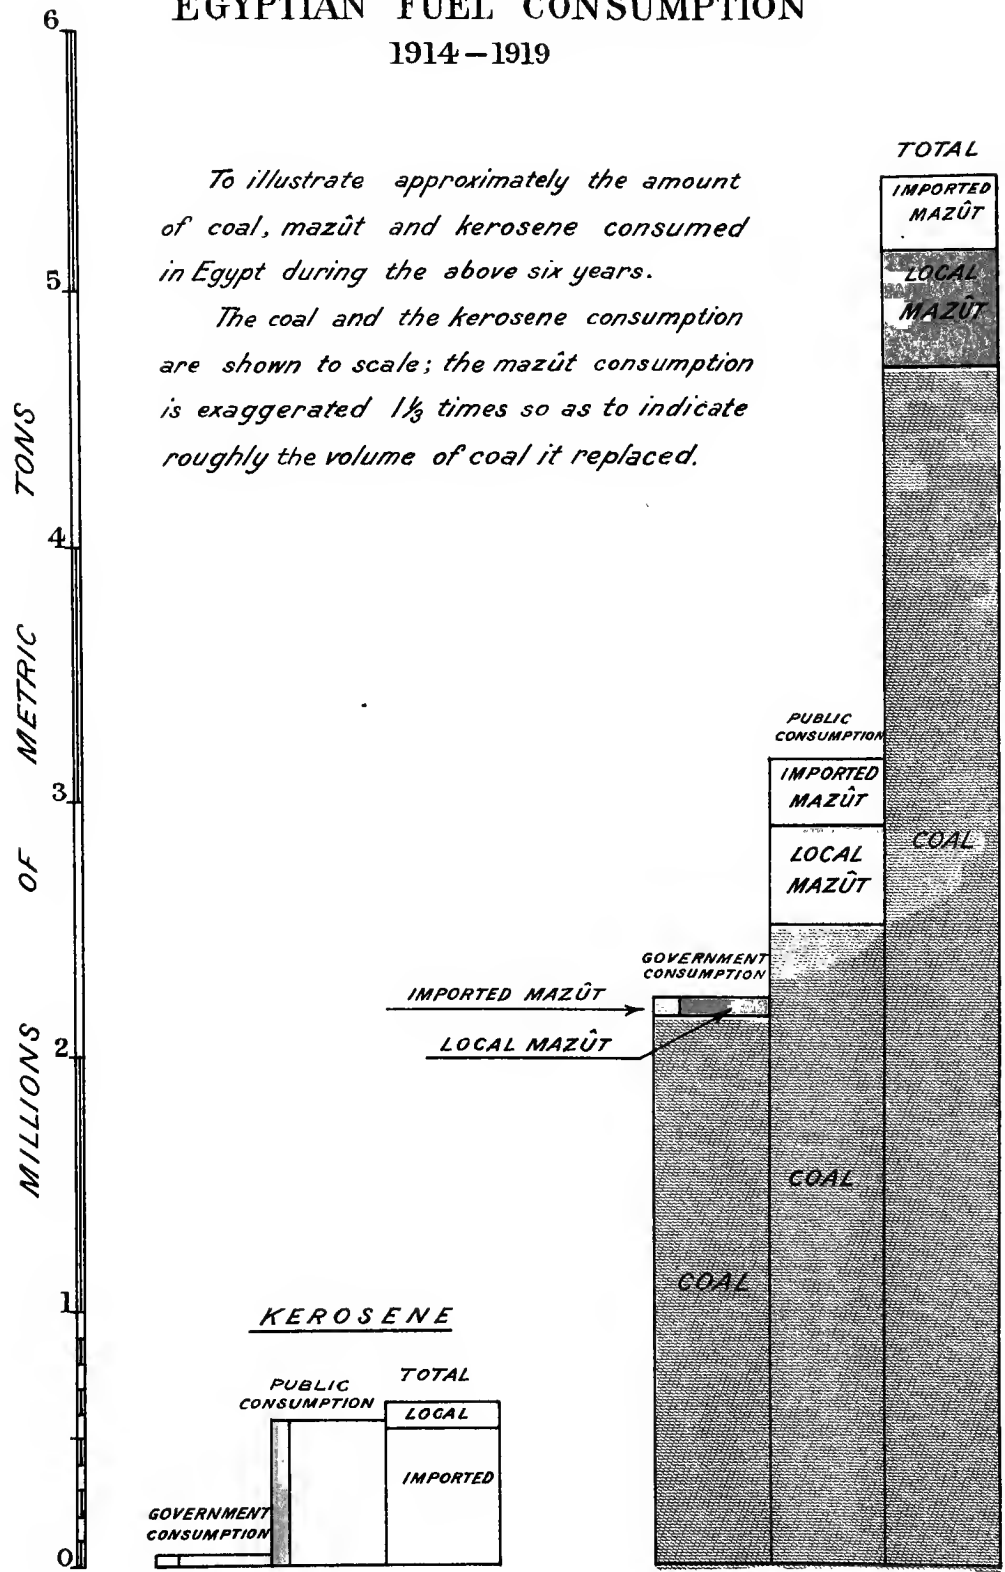 EGYPTIAN FUEL CONSUMPTION
1914–1919
To illustrate approximately the amount
of coal, mazût and kerosene consumed
in Egypt during the above six years.
The coal and the kerosene consumption
are shown to scale; the mazût consumption
is exaggerated 1⅓ times so as to indicate
roughly the volume of coal it replaced.
MILLIONS OF METRIC TONS
6
5
4
3
2
1
0
TOTAL
IMPORTED
MAZÛT
LOCAL
MAZÛT
COAL
PUBLIC
CONSUMPTION
IMPORTED
MAZÛT
LOCAL
MAZÛT
COAL
GOVERNMENT
CONSUMPTION
IMPORTED MAZÛT
LOCAL MAZÛT
COAL
KEROSENE
TOTAL
LOCAL
IMPORTED
PUBLIC
CONSUMPTION
GOVERNMENT
CONSUMPTION